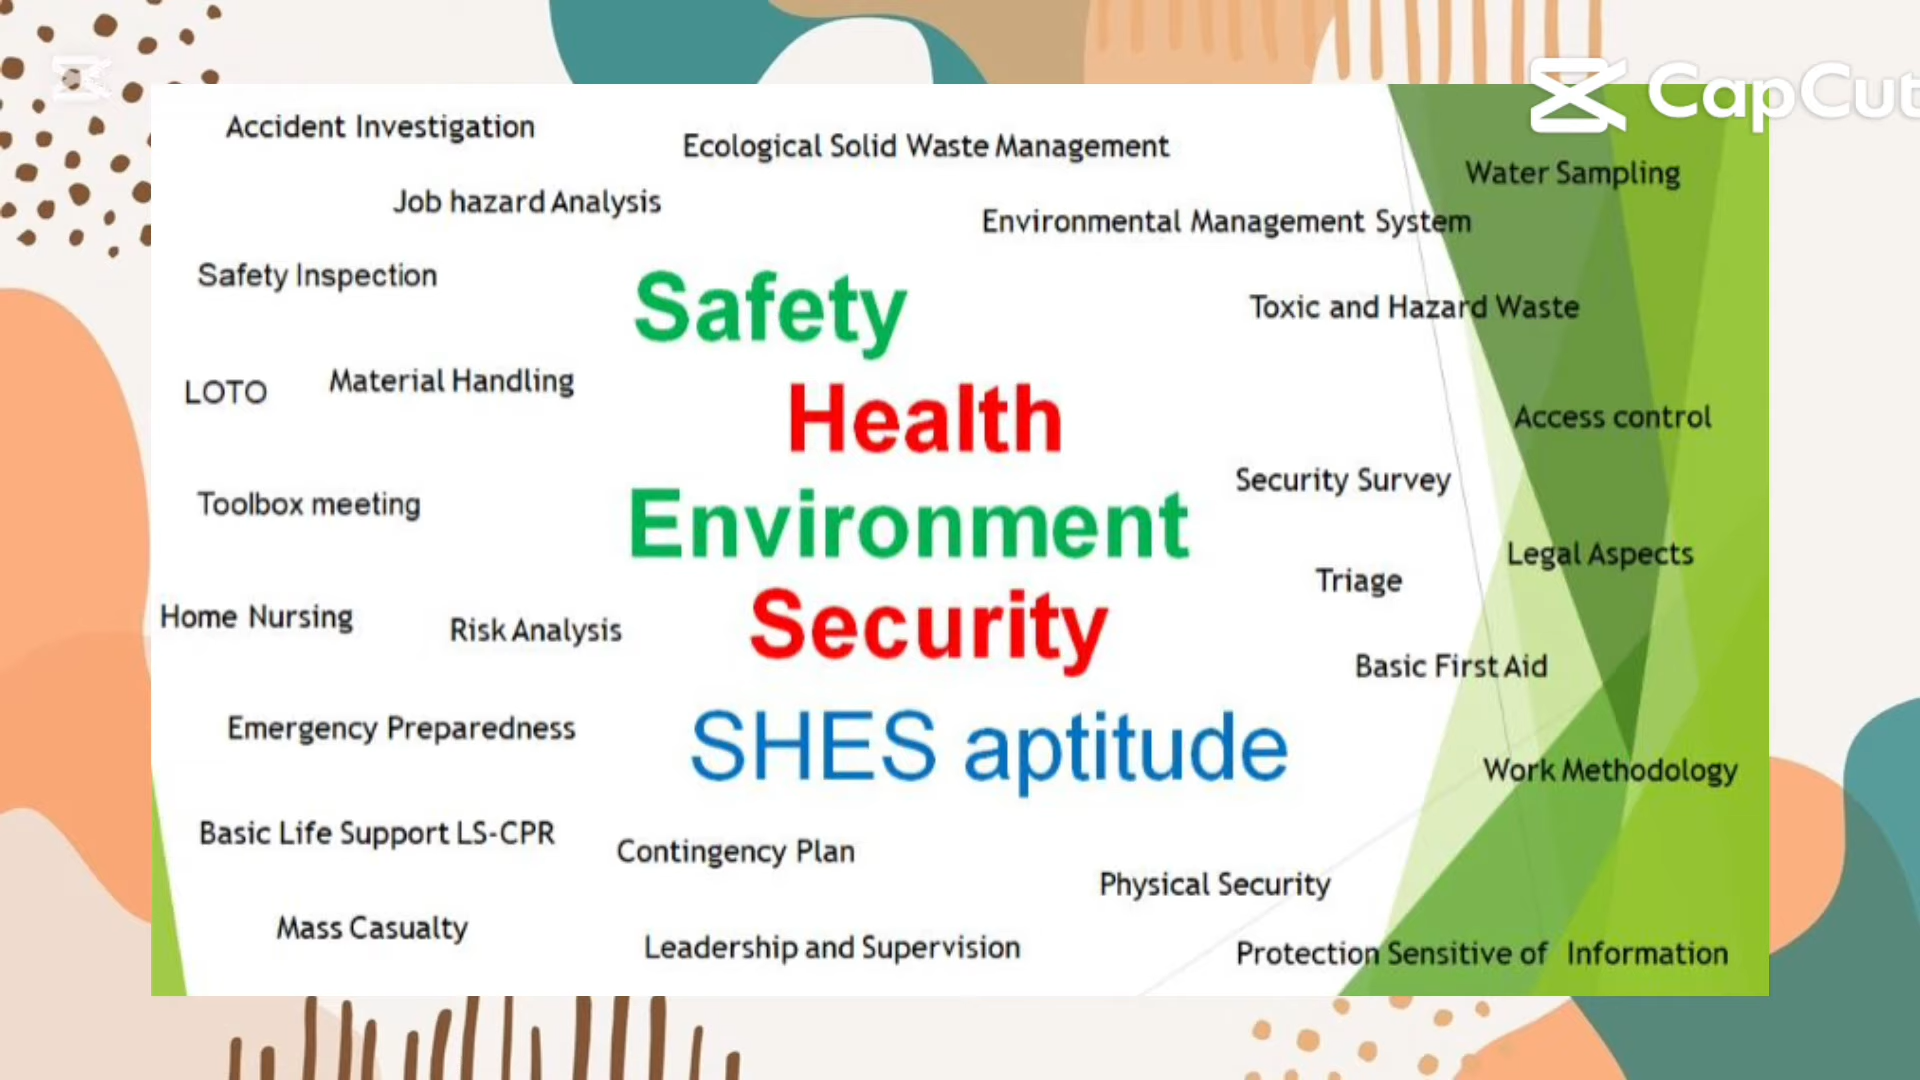 CapCut
Accident Investigation
Ecological Solid Waste Management
Water Sampling
Job hazard Analysis
Environmental Management System
Safety Inspection
Safety
Toxic and Hazard Waste
LOTO
Material Handling
Health
Access control
Security Survey
Toolbox meeting
Environment
Legal Aspects
Triage
Home Nursing
Risk Analysis
Security
Basic First Aid
Emergency Preparedness
SHES aptitude
Work Methodology
Basic Life Support LS-CPR
Contingency Plan
Physical Security
Mass Casualty
Leadership and Supervision
Protection Sensitive of Information